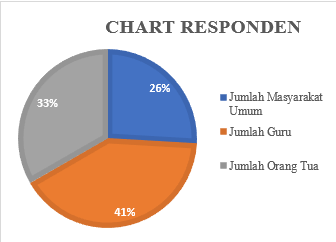 CHART RESPONDEN
26%
33%
41%
Jumlah Masyarakat
Umum
Jumlah Guru
Jumlah Orang Tua